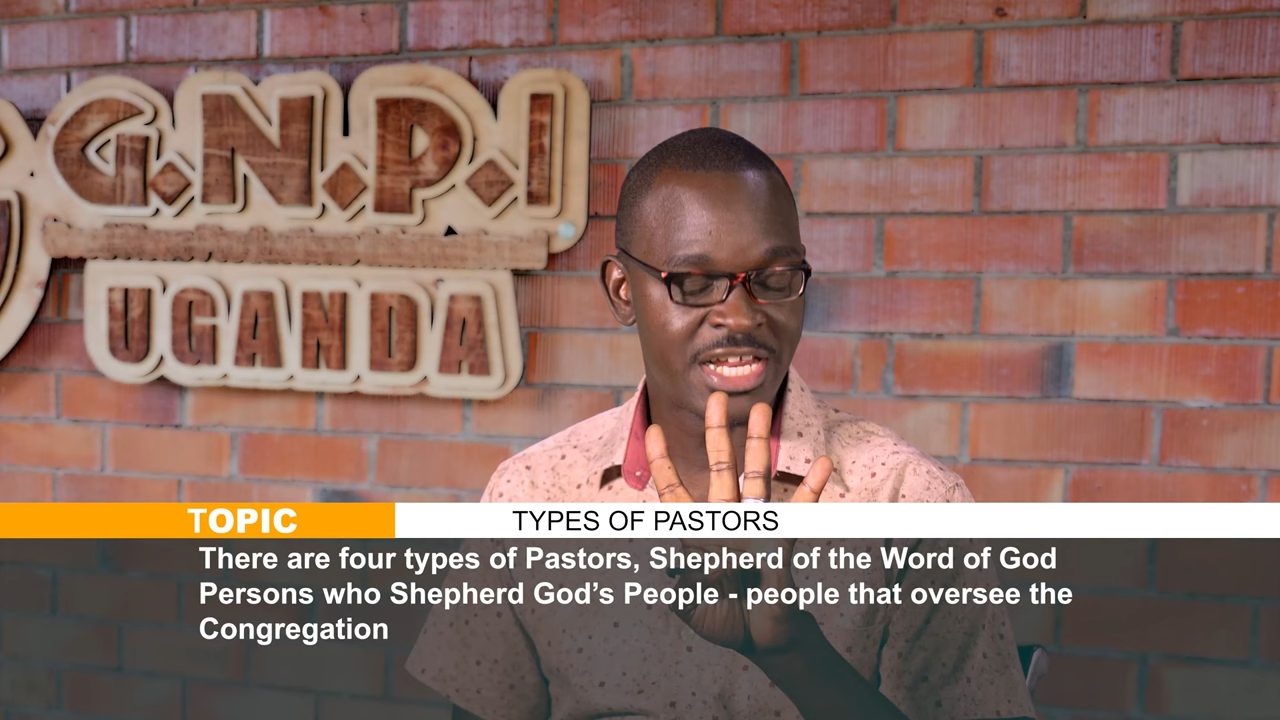 G.N.P.I
UGANDA
TOPIC
TYPES OF PASTORS
There are four types of Pastors, Shepherd of the Word of God
Persons who Shepherd God’s People - people that oversee the
Congregation